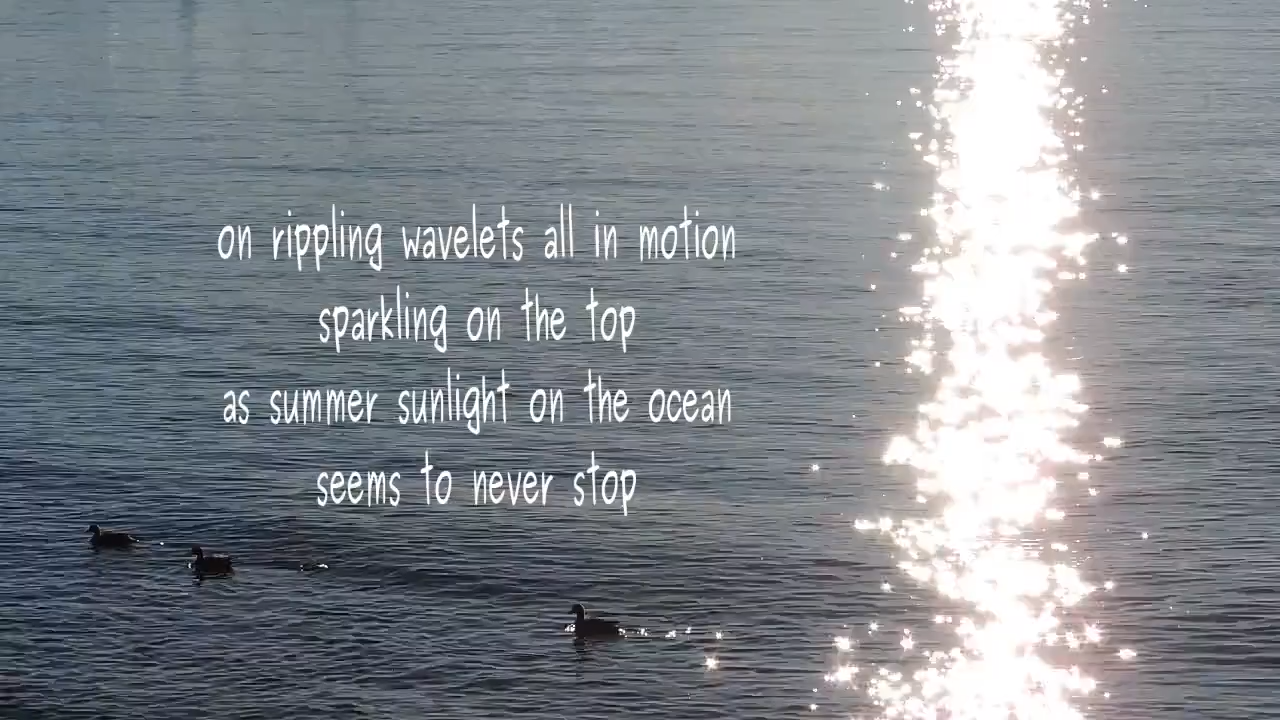 on rippling wavelets all in motion
sparkling on the top
as summer sunlight on the ocean
seems to never stop